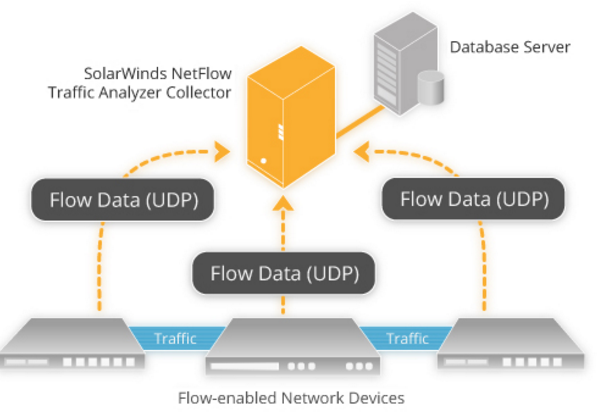 Database Server
SolarWinds NetFlow
Traffic Analyzer Collector
Flow Data (UDP)
Flow Data (UDP)
Flow Data (UDP)
Traffic
Traffic
Flow-enabled Network Devices